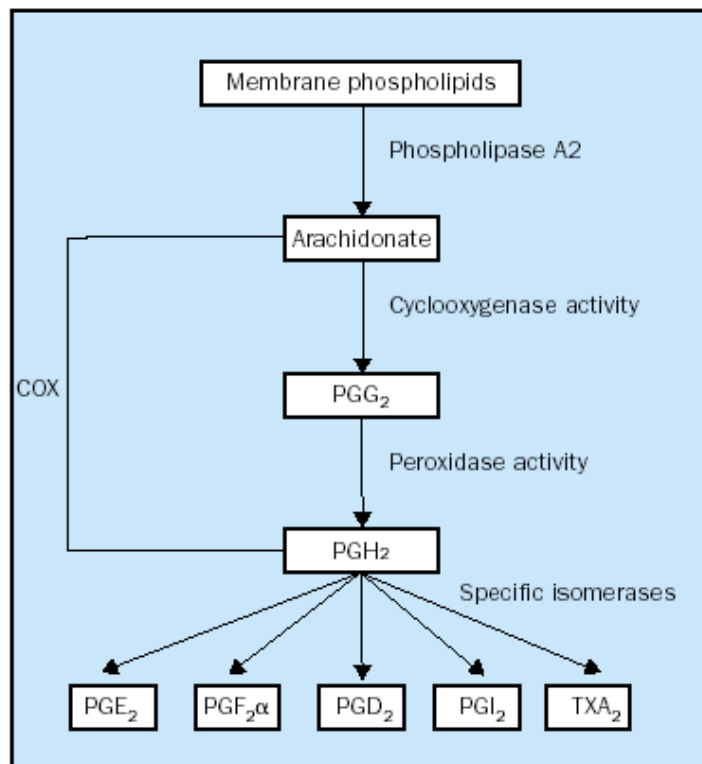 Membrane phospholipids
Phospholipase A2
Arachidonate
Cyclooxygenase activity
COX
PGG₂
Peroxidase activity
PGH₂
Specific isomerases
PGE₂
PGF₂α
PGD₂
PGI₂
TXA₂